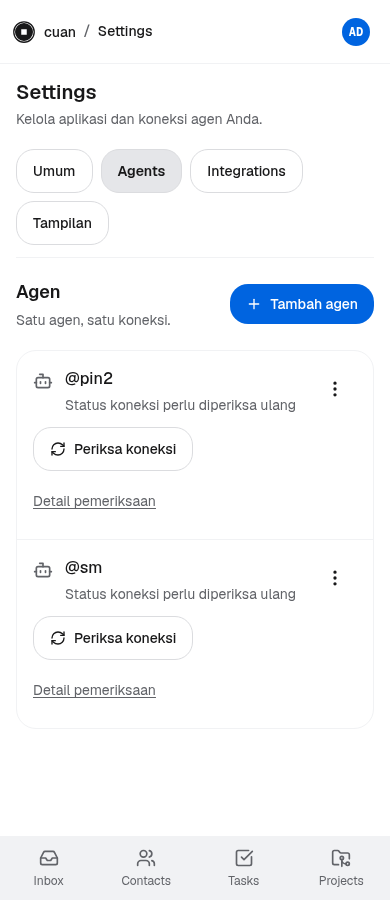 cuan / Settings
AD
Settings
Kelola aplikasi dan koneksi agen Anda.
Umum
Agents
Integrations
Tampilan
Agen
Satu agen, satu koneksi.
Tambah agen
@pin2
Status koneksi perlu diperiksa ulang
Periksa koneksi
Detail pemeriksaan
@sm
Status koneksi perlu diperiksa ulang
Periksa koneksi
Detail pemeriksaan
Inbox
Contacts
Tasks
Projects